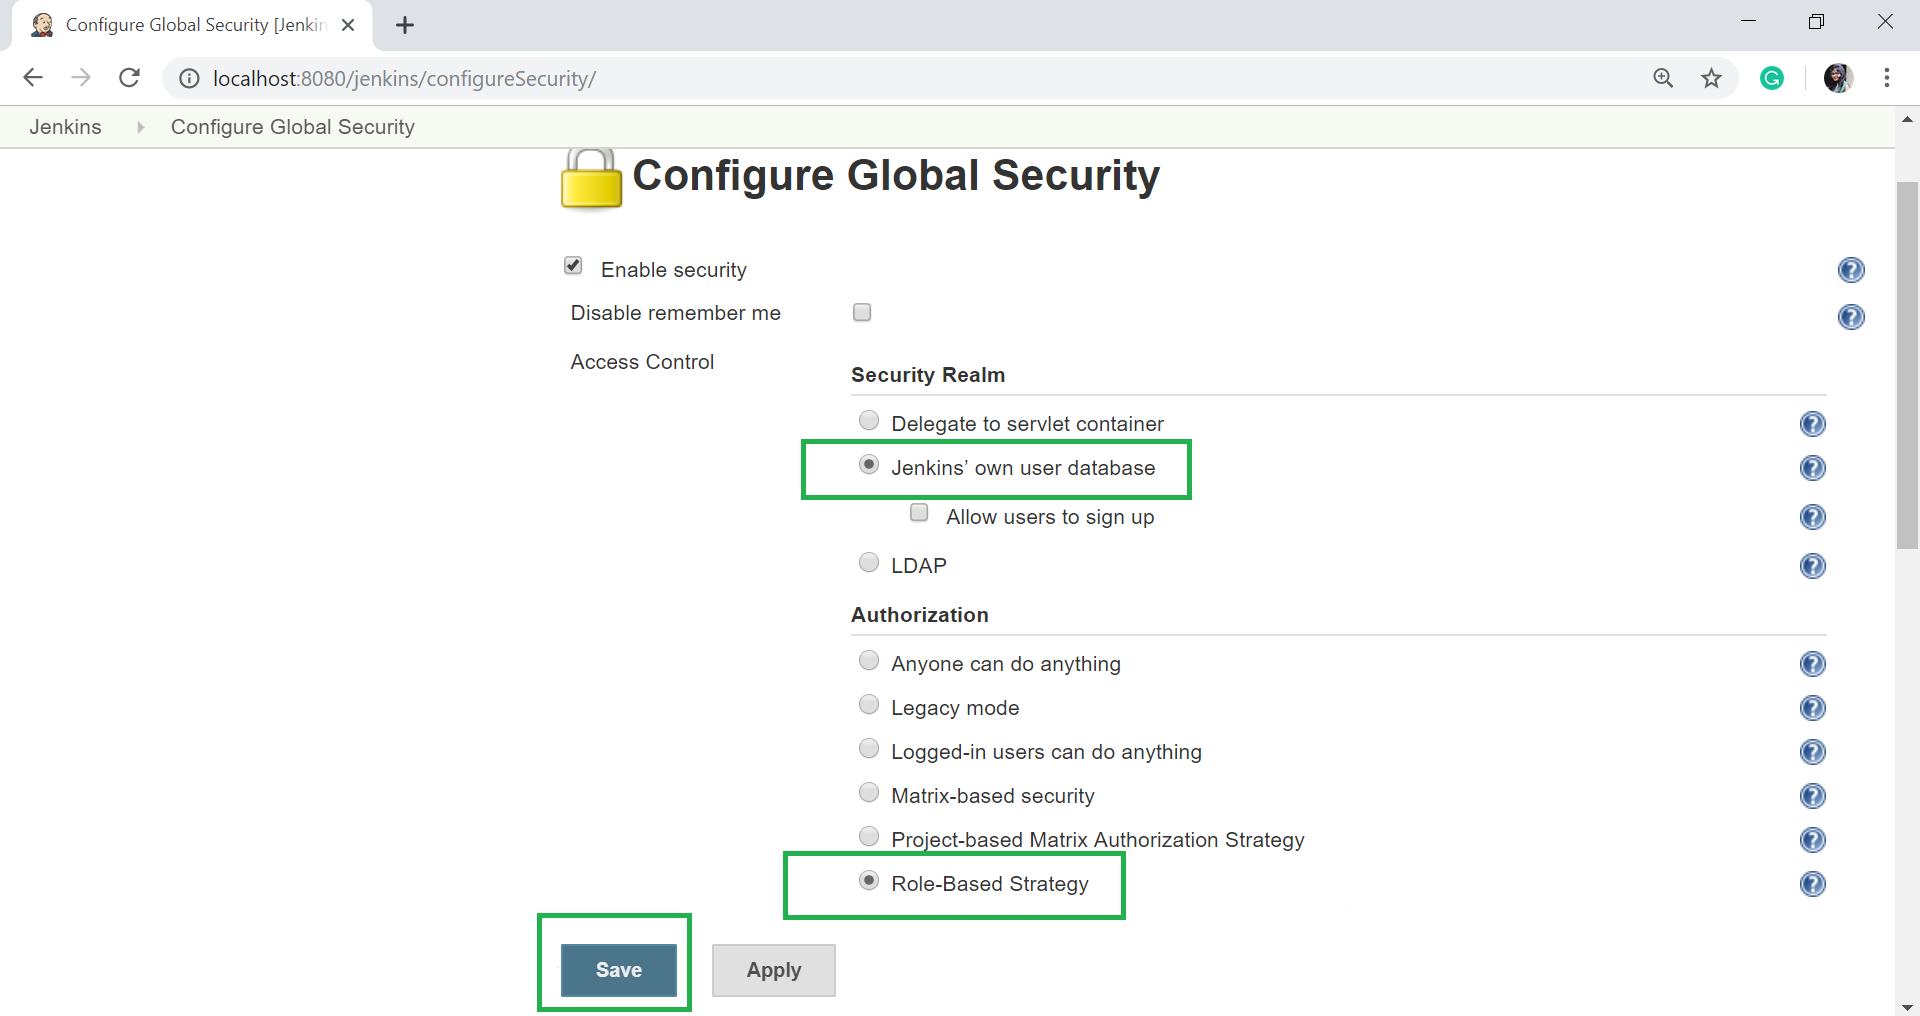 Configure Global Security [Jenkin
localhost:8080/jenkins/configureSecurity/
Jenkins Configure Global Security
Configure Global Security
Enable security
Disable remember me
Access Control
Security Realm
Delegate to servlet container
Jenkins’ own user database
Allow users to sign up
LDAP
Authorization
Anyone can do anything
Legacy mode
Logged-in users can do anything
Matrix-based security
Project-based Matrix Authorization Strategy
Role-Based Strategy
Save Apply